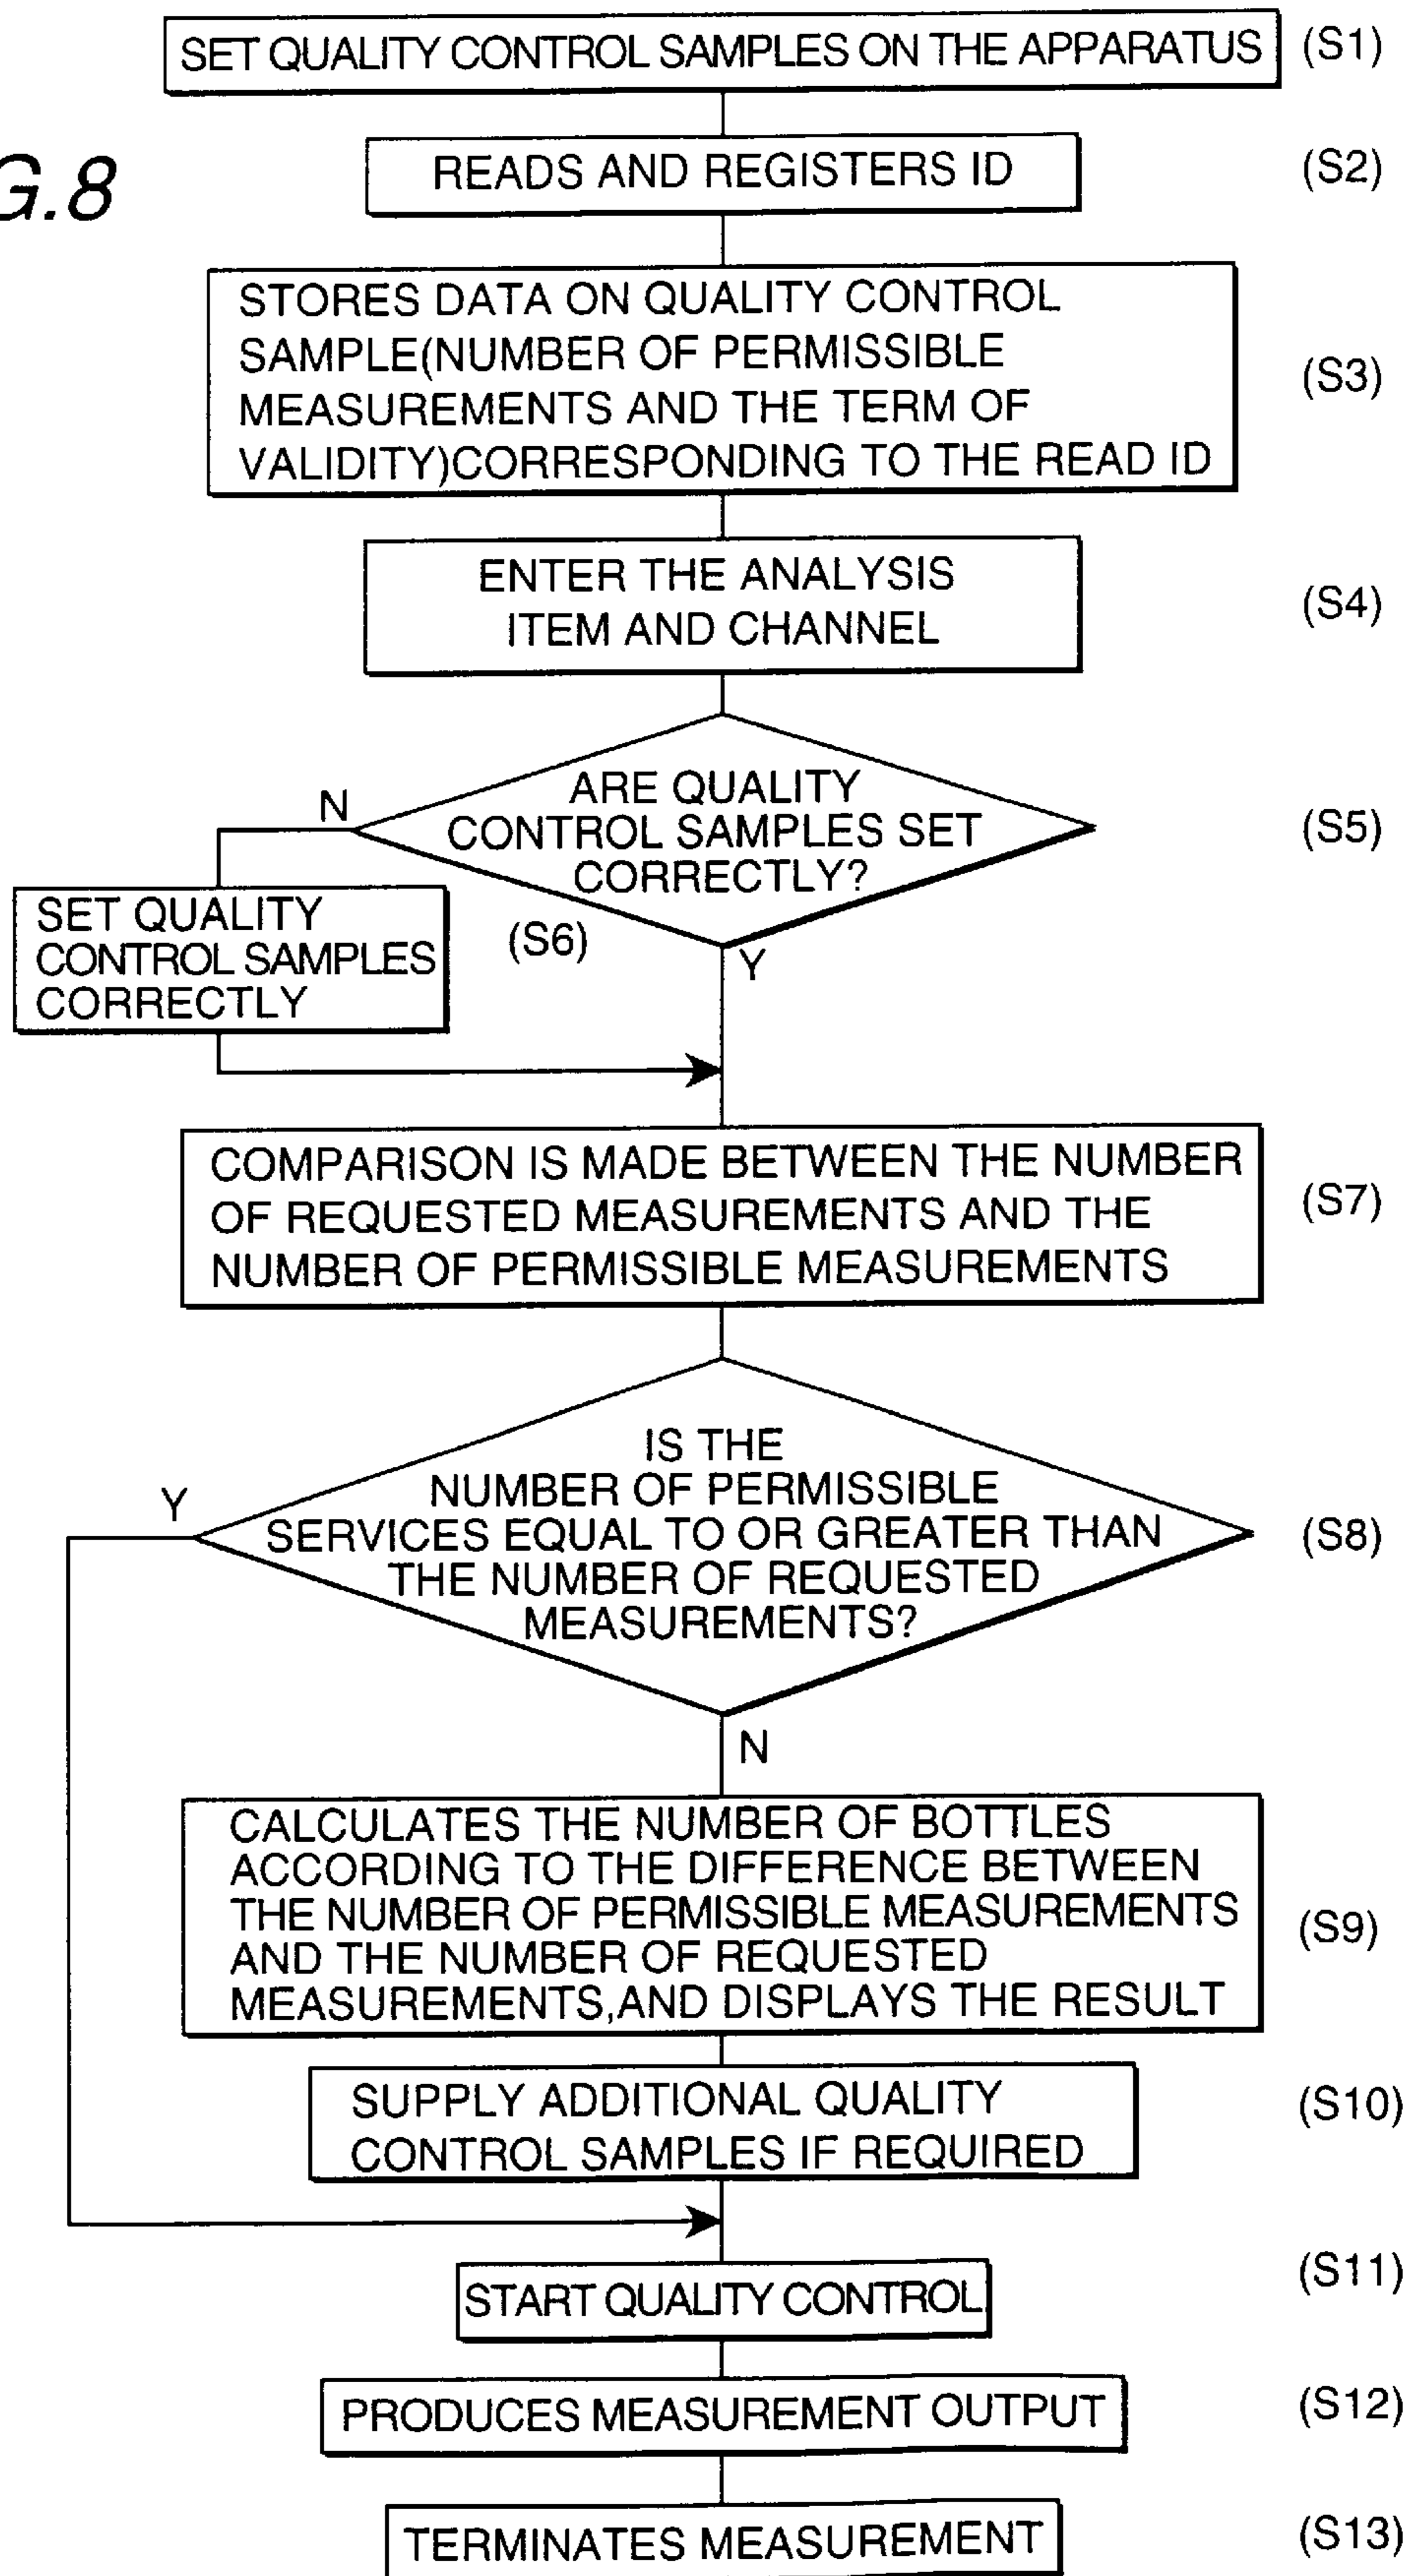 SET QUALITY CONTROL SAMPLES ON THE APPARATUS
(S1)
G.8
READS AND REGISTERS ID
(S2)
STORES DATA ON QUALITY CONTROL
SAMPLE(NUMBER OF PERMISSIBLE
MEASUREMENTS AND THE TERM OF
VALIDITY)CORRESPONDING TO THE READ ID
(S3)
ENTER THE ANALYSIS
ITEM AND CHANNEL
(S4)
N
ARE QUALITY
CONTROL SAMPLES SET
CORRECTLY?
(S5)
SET QUALITY
CONTROL SAMPLES
CORRECTLY
(S6)
Y
COMPARISON IS MADE BETWEEN THE NUMBER
OF REQUESTED MEASUREMENTS AND THE
NUMBER OF PERMISSIBLE MEASUREMENTS
(S7)
Y
IS THE
NUMBER OF PERMISSIBLE
SERVICES EQUAL TO OR GREATER THAN
THE NUMBER OF REQUESTED
MEASUREMENTS?
(S8)
N
CALCULATES THE NUMBER OF BOTTLES
ACCORDING TO THE DIFFERENCE BETWEEN
THE NUMBER OF PERMISSIBLE MEASUREMENTS
AND THE NUMBER OF REQUESTED
MEASUREMENTS,AND DISPLAYS THE RESULT
(S9)
SUPPLY ADDITIONAL QUALITY
CONTROL SAMPLES IF REQUIRED
(S10)
START QUALITY CONTROL
(S11)
PRODUCES MEASUREMENT OUTPUT
(S12)
TERMINATES MEASUREMENT
(S13)